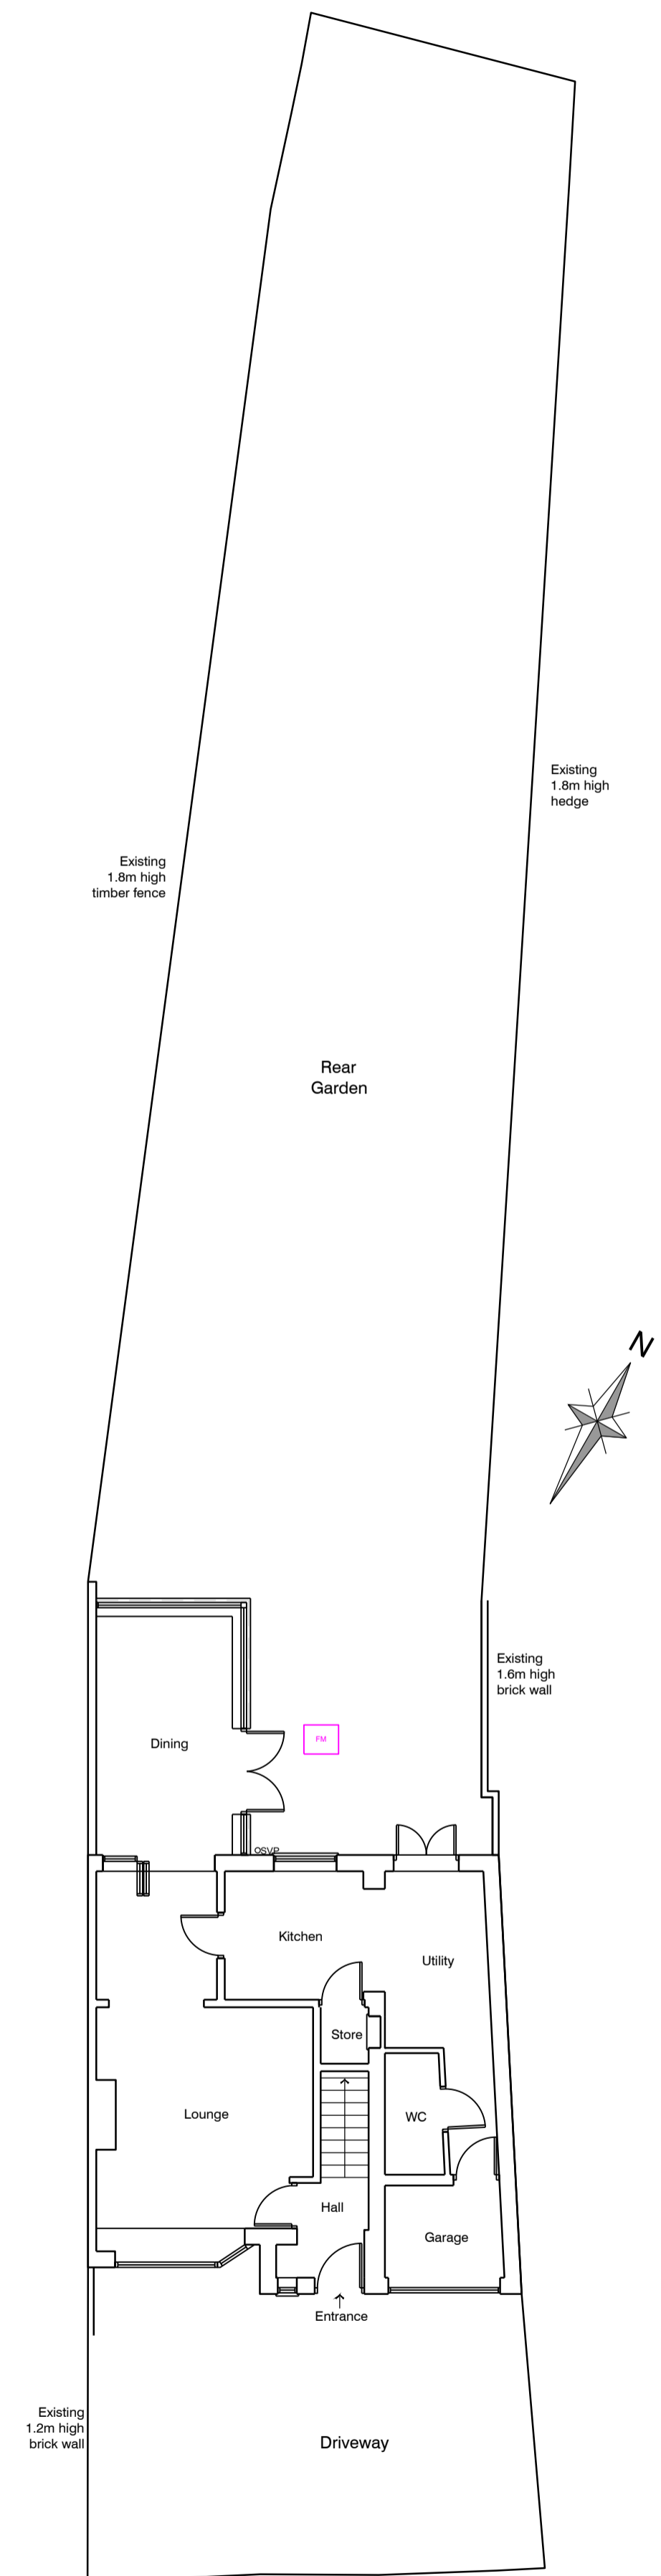 Existing
1.8m high
hedge
Existing
1.8m high
timber fence
Rear
Garden
N
Existing
1.6m high
brick wall
Dining
FM
OSVP
Kitchen
Utility
Store
Lounge
WC
Hall
Garage
Entrance
Existing
1.2m high
brick wall
Driveway